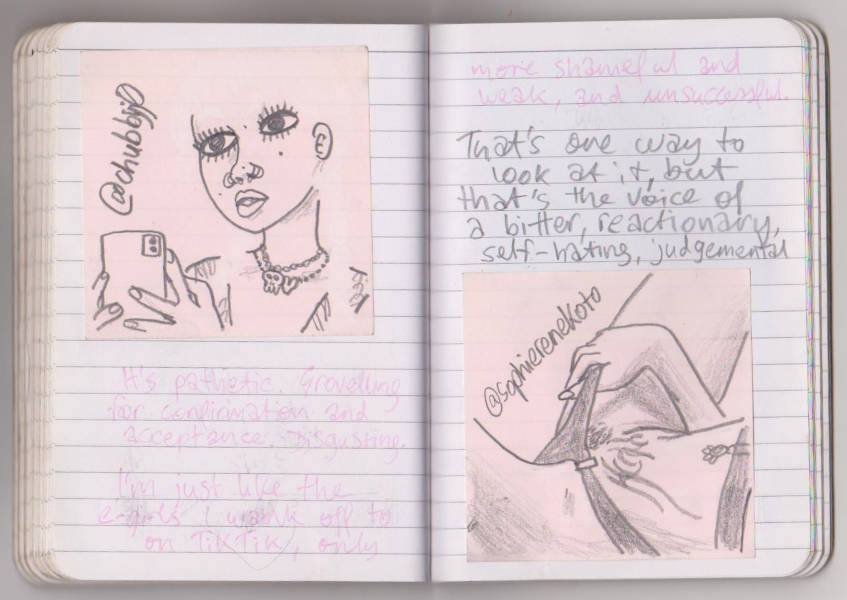 @chubbyj0
It's pathetic. Grovelling
for confirmation and
acceptance. Disgusting.
I'm just like the
e-girls I wank off to
on TikTik, only
more shameful and
weak, and unsuccessful.
That's one way to
look at it, but
that's the voice of
a bitter, reactionary,
self-hating, judgemental
@sophierenekoto